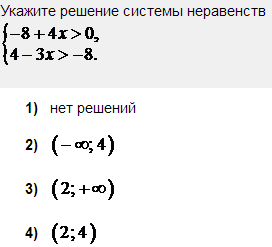 Укажите решение системы неравенств
{−8 + 4x > 0,
{4 − 3x > −8.
1) нет решений
2) (−∞; 4)
3) (2; +∞)
4) (2; 4)